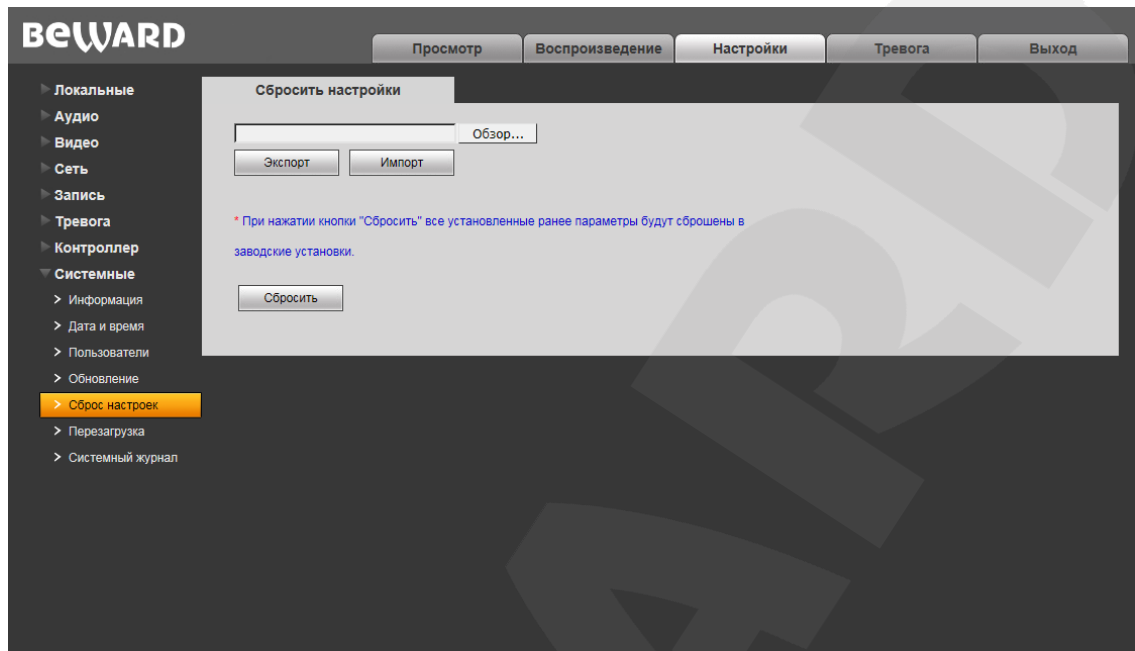 BEWARD
Просмотр
Воспроизведение
Настройки
Тревога
Выход
Локальные
Аудио
Видео
Сеть
Запись
Тревога
Контроллер
Системные
> Информация
> Дата и время
> Пользователи
> Обновление
> Сброс настроек
> Перезагрузка
> Системный журнал
Сбросить настройки
Обзор...
Экспорт
Импорт
* При нажатии кнопки "Сбросить" все установленные ранее параметры будут сброшены в
заводские установки.
Сбросить